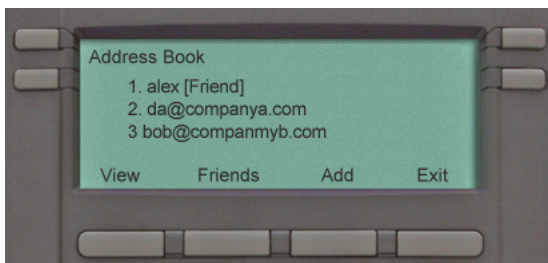 Address Book
1. alex [Friend]
2. da@companya.com
3 bob@companmyb.com
View Friends Add Exit